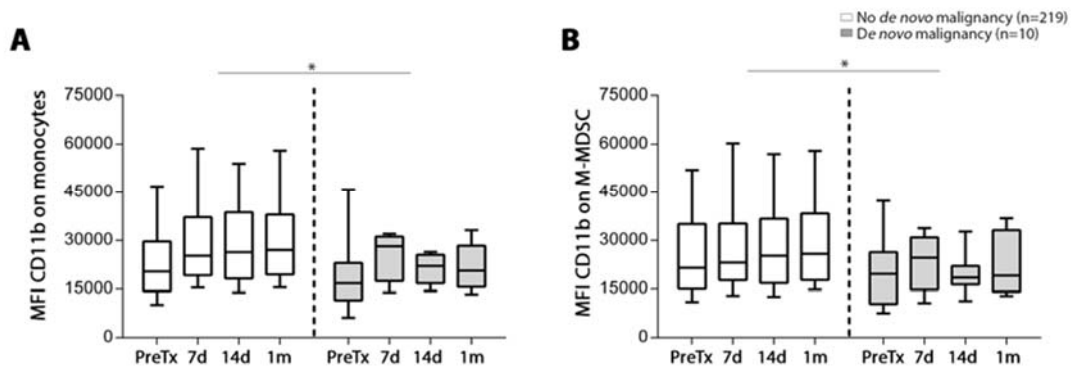 No de novo malignancy (n=219)
De novo malignancy (n=10)
A
*
MFI CD11b on monocytes
75000
60000
45000
30000
15000
0
PreTx 7d 14d 1m PreTx 7d 14d 1m
B
*
MFI CD11b on M-MDSC
75000
60000
45000
30000
15000
0
PreTx 7d 14d 1m PreTx 7d 14d 1m